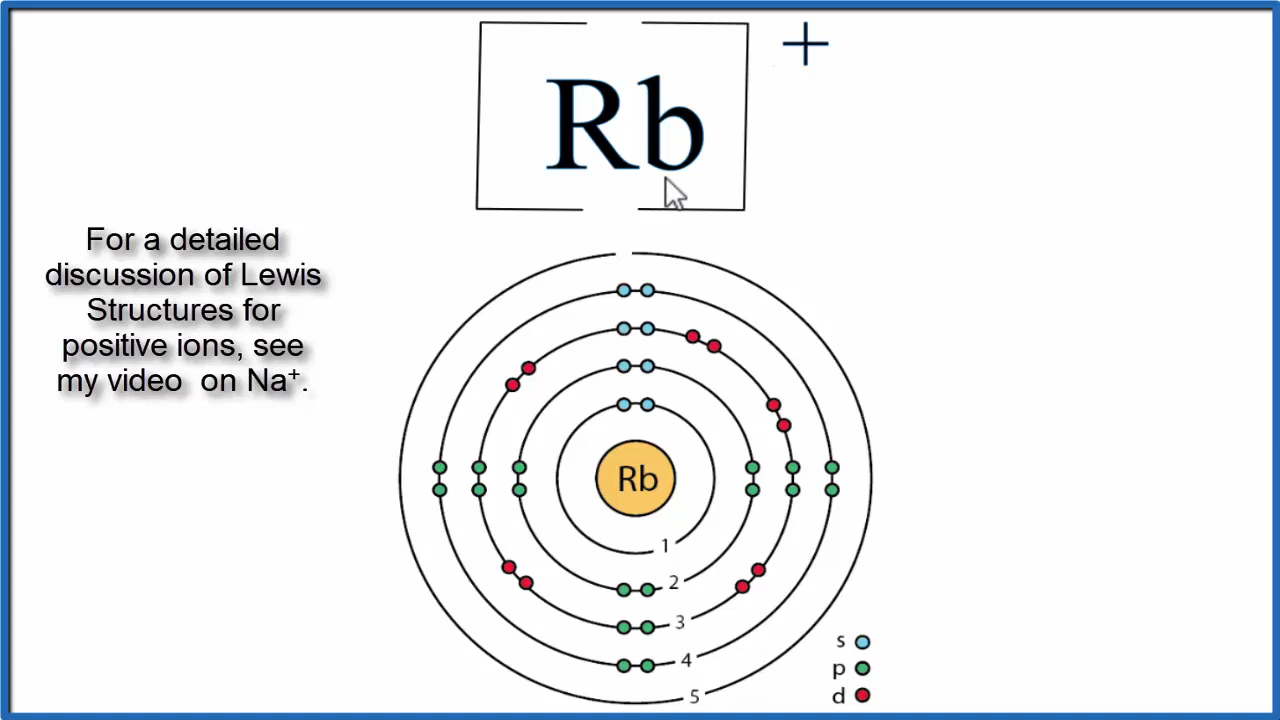 +
Rb
For a detailed
discussion of Lewis
Structures for
positive ions, see
my video on Na⁺.
Rb
1
2
3
4
5
s
p
d